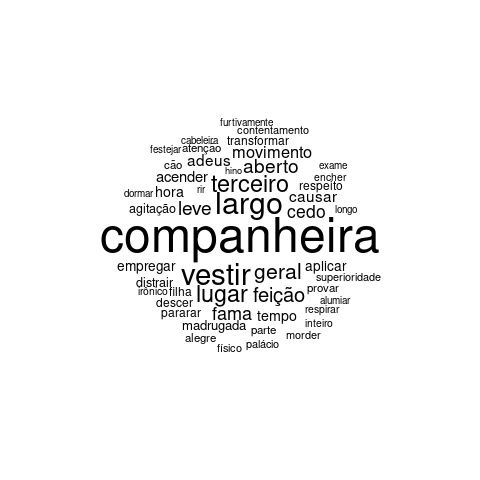 furtivamente
contentamento
cabeleira transformar
festejar atenção movimento
cão adeus hino aberto exame
acender terceiro respeito encher
dormar hora rir largo causar
agitação leve cedo longo
companheira
empregar vestir geral aplicar
distrair superioridade
irônico filha lugar feição provar
descer alumiar
pararar fama tempo respirar
madrugada parte inteiro
alegre morder
físico palácio